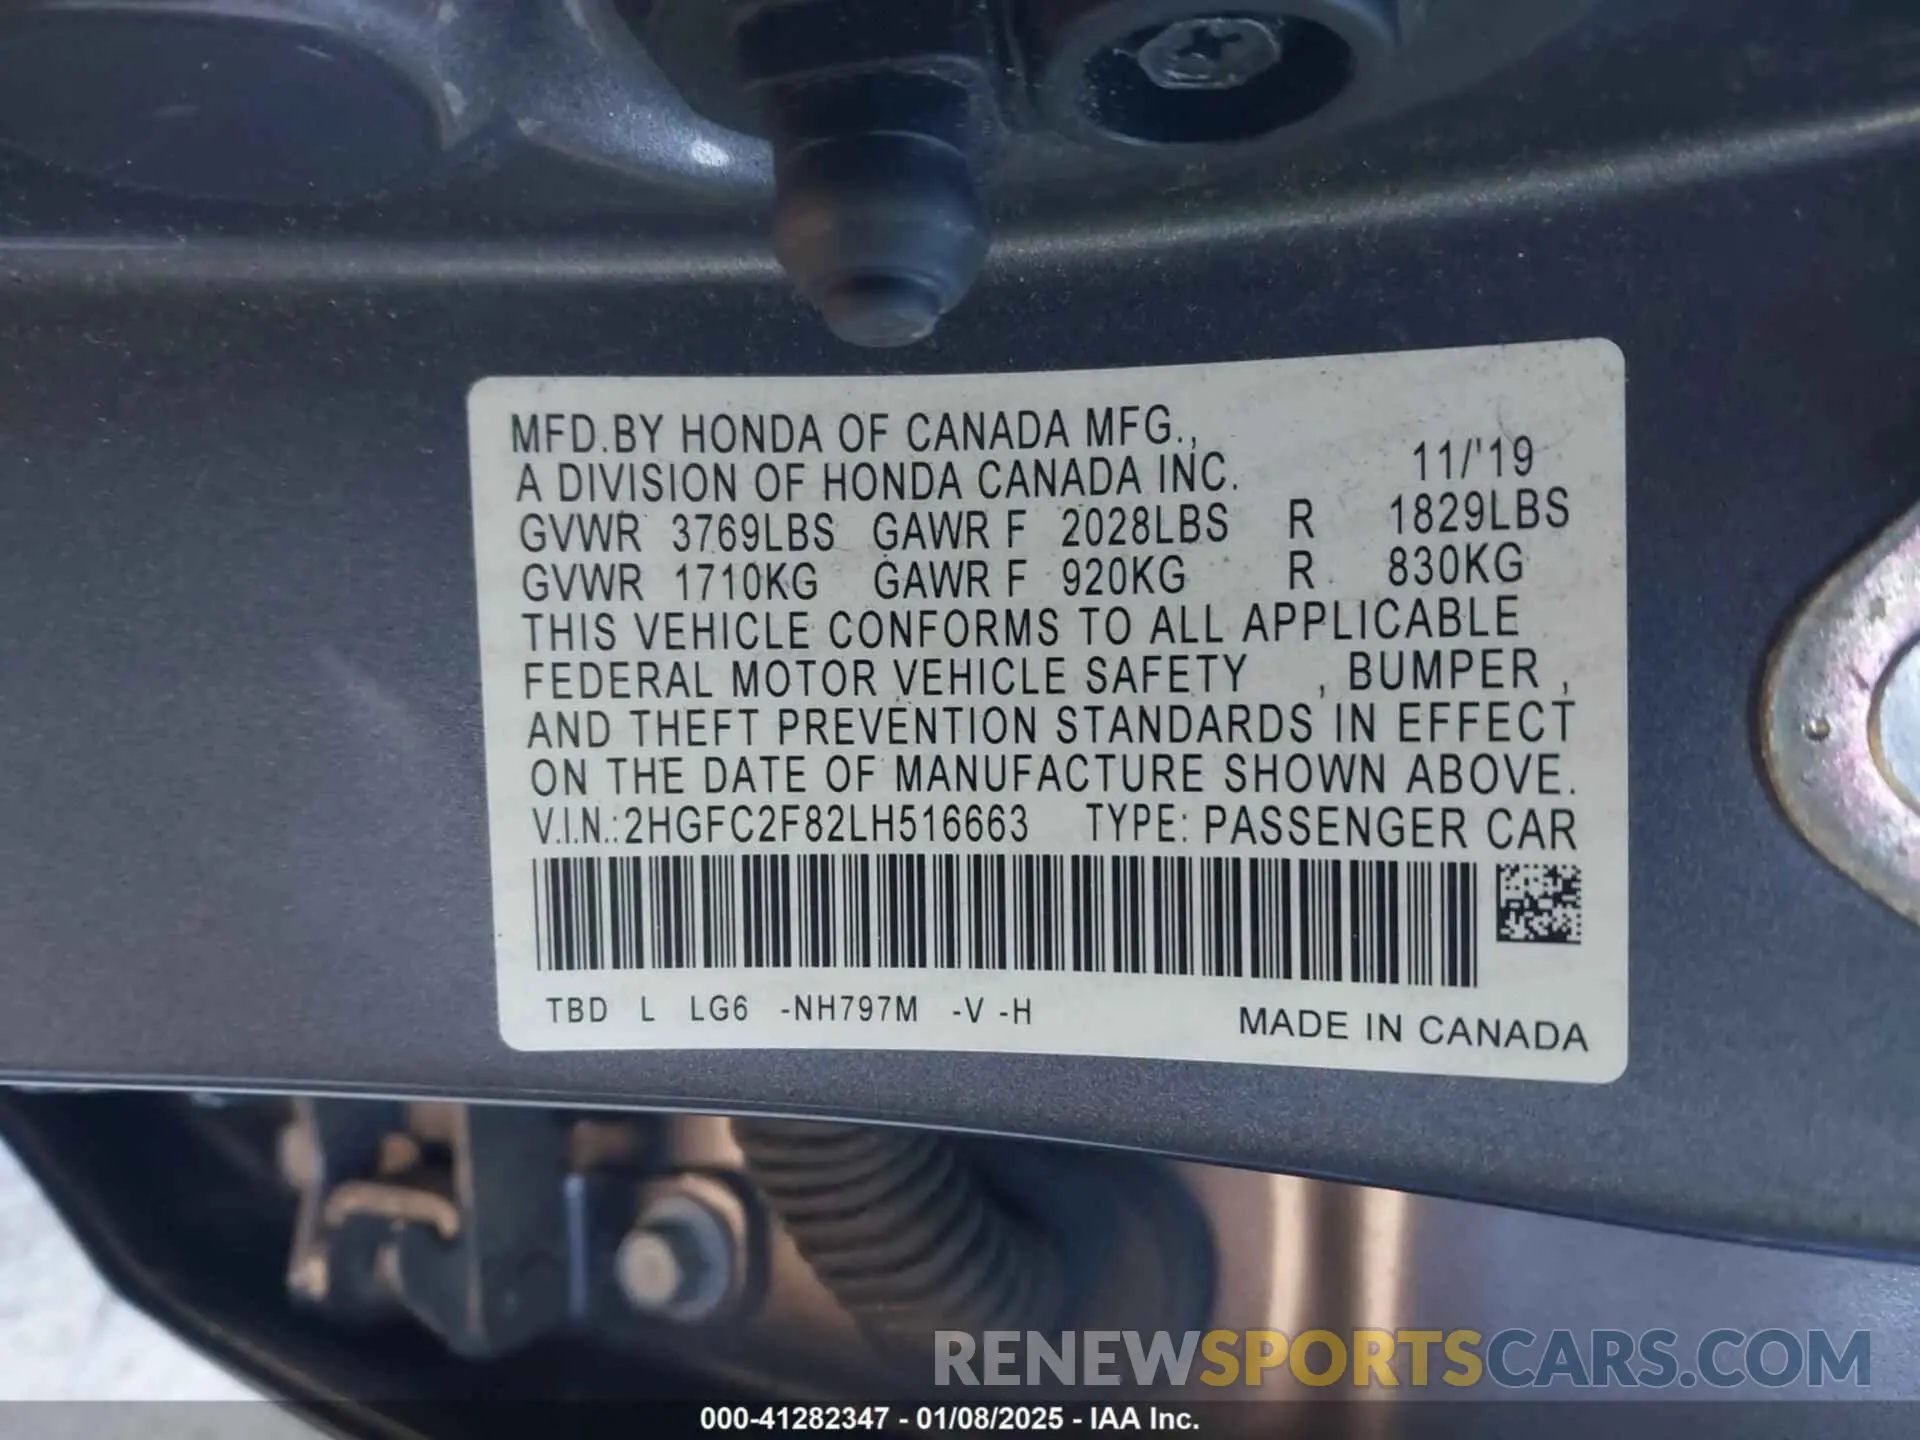 MFD.BY HONDA OF CANADA MFG.,
A DIVISION OF HONDA CANADA INC. 11/'19
GVWR 3769LBS GAWR F 2028LBS R 1829LBS
GVWR 1710KG GAWR F 920KG R 830KG
THIS VEHICLE CONFORMS TO ALL APPLICABLE
FEDERAL MOTOR VEHICLE SAFETY , BUMPER ,
AND THEFT PREVENTION STANDARDS IN EFFECT
ON THE DATE OF MANUFACTURE SHOWN ABOVE.
V.I.N.:2HGFC2F82LH516663 TYPE: PASSENGER CAR
TBD L LG6 -NH797M -V -H MADE IN CANADA
RENEWSPORTSCARS.COM
000-41282347 - 01/08/2025 - IAA Inc.